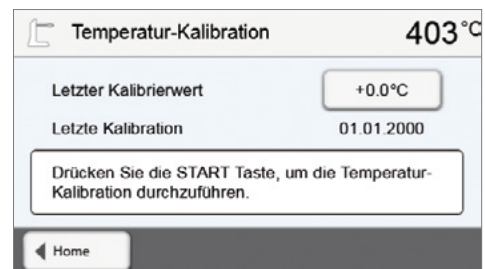 Temperatur-Kalibration 403°C
Letzter Kalibrierwert +0.0°C
Letzte Kalibration 01.01.2000
Drücken Sie die START Taste, um die Temperatur-
Kalibration durchzuführen.
Home